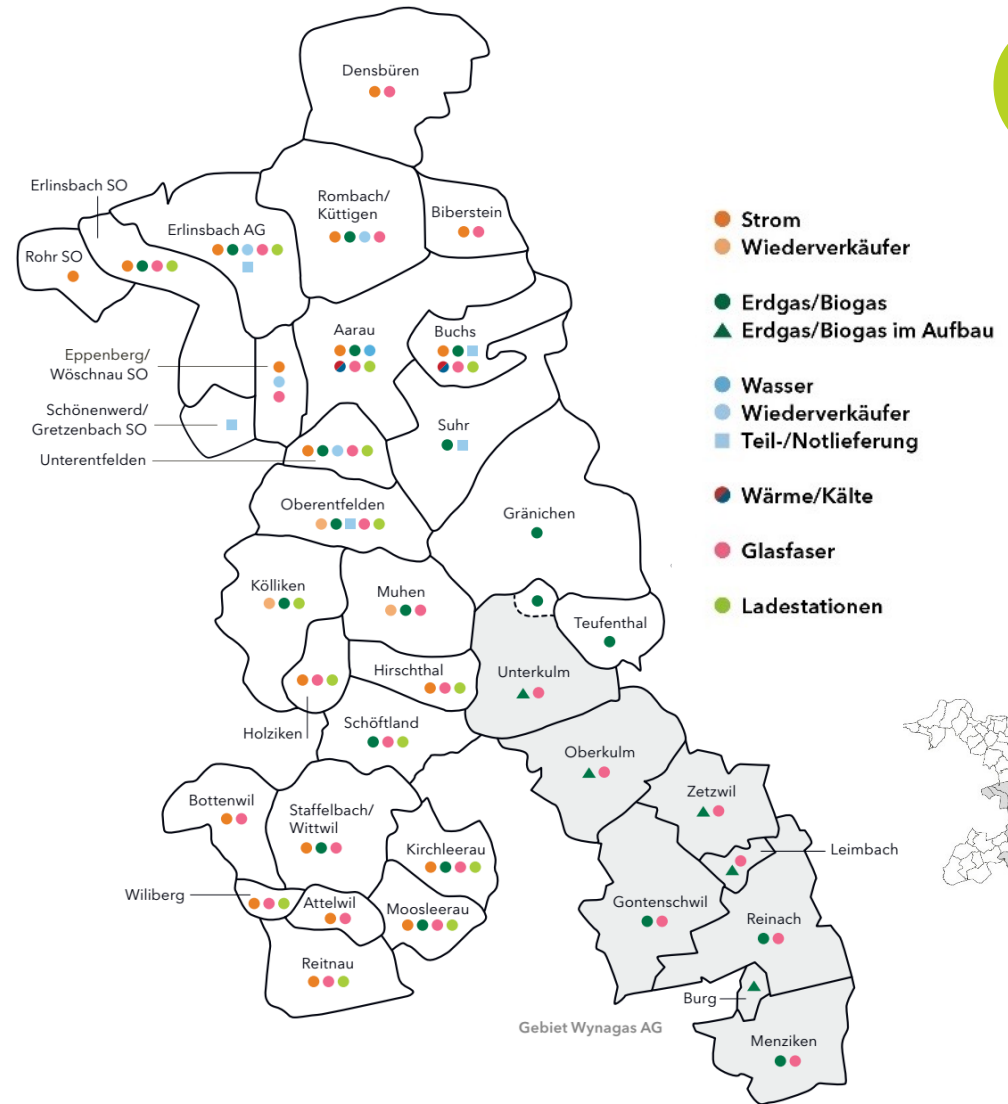 Densbüren
Erlinsbach SO
Rombach/
Küttigen
Biberstein
Erlinsbach AG
Rohr SO
Aarau
Buchs
Eppenberg/
Wöschnau SO
Schönenwerd/
Gretzenbach SO
Suhr
Unterentfelden
Oberentfelden
Gränichen
Kölliken
Muhen
Teufenthal
Hirschthal
Unterkulm
Holziken
Schöftland
Oberkulm
Zetzwil
Bottenwil
Staffelbach/
Wittwil
Kirchleerau
Leimbach
Wiliberg
Attelwil
Moosleerau
Gontenschwil
Reinach
Reitnau
Burg
Gebiet Wynagas AG
Menziken
Strom
Wiederverkäufer
Erdgas/Biogas
Erdgas/Biogas im Aufbau
Wasser
Wiederverkäufer
Teil-/Notlieferung
Wärme/Kälte
Glasfaser
Ladestationen